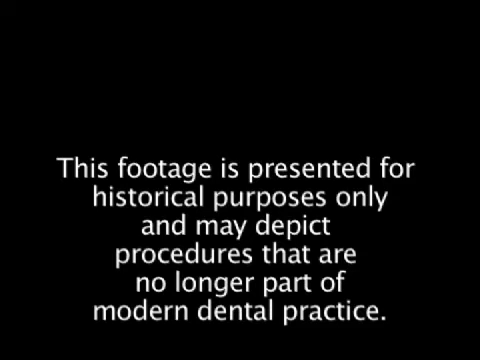 This footage is presented for
historical purposes only
and may depict
procedures that are
no longer part of
modern dental practice.